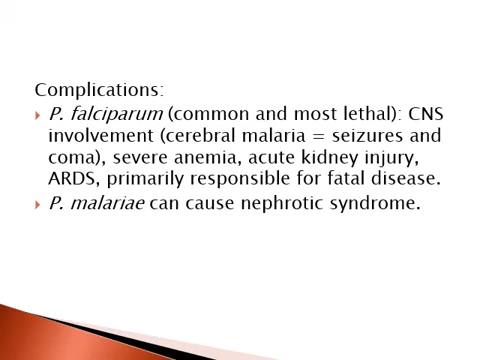 Complications:
P. falciparum (common and most lethal): CNS
involvement (cerebral malaria = seizures and
coma), severe anemia, acute kidney injury,
ARDS, primarily responsible for fatal disease.
P. malariae can cause nephrotic syndrome.